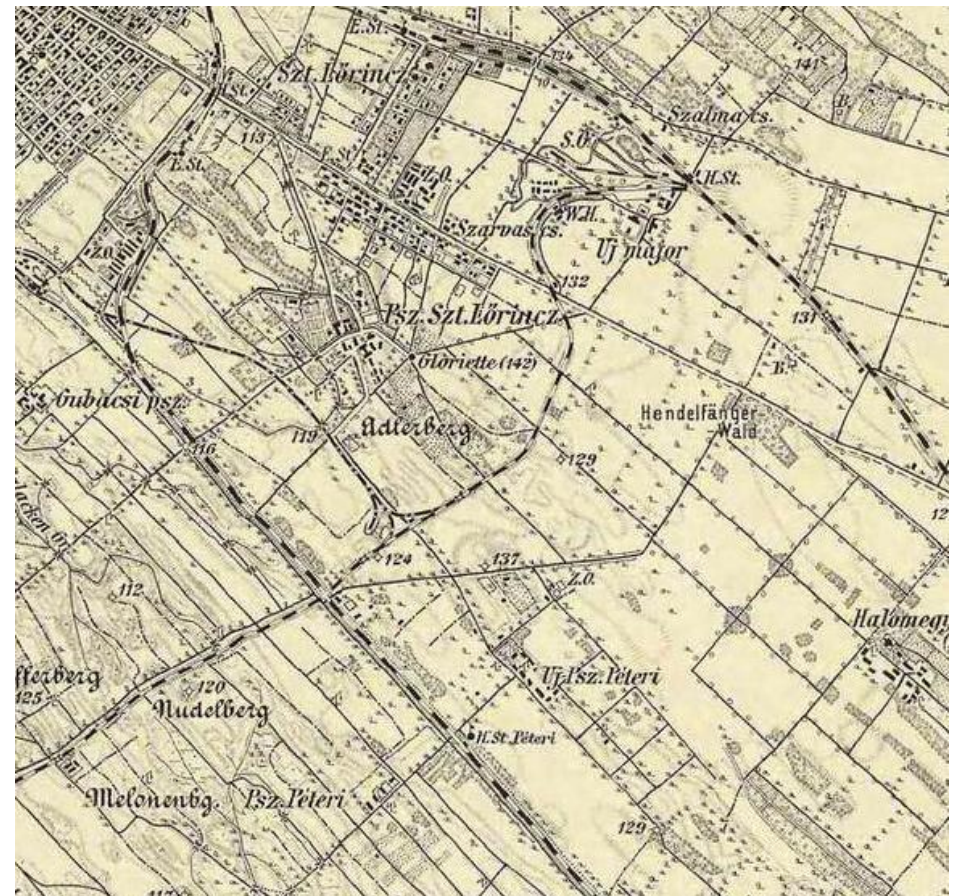 E.St.
134
141
Szt. Lőrincz
H.St.
B.
113
Szalma cs.
S.Ö.
E.St.
E.St.
Z.O.
H.St.
W.H.
Szarvas cs.
Uj major
Z.O.
132
Psz. Szt. Lőrincz
131
Gloriette (142)
B.
Gubacsi psz.
Hendelfänger-
-Wald
119
Adlerberg
116
129
124
137
Z.O.
112
Halomegy
125
120
Uj Psz. Péteri
Nudelberg
H.St. Péteri
Melonenbg.
Psz. Péteri
129